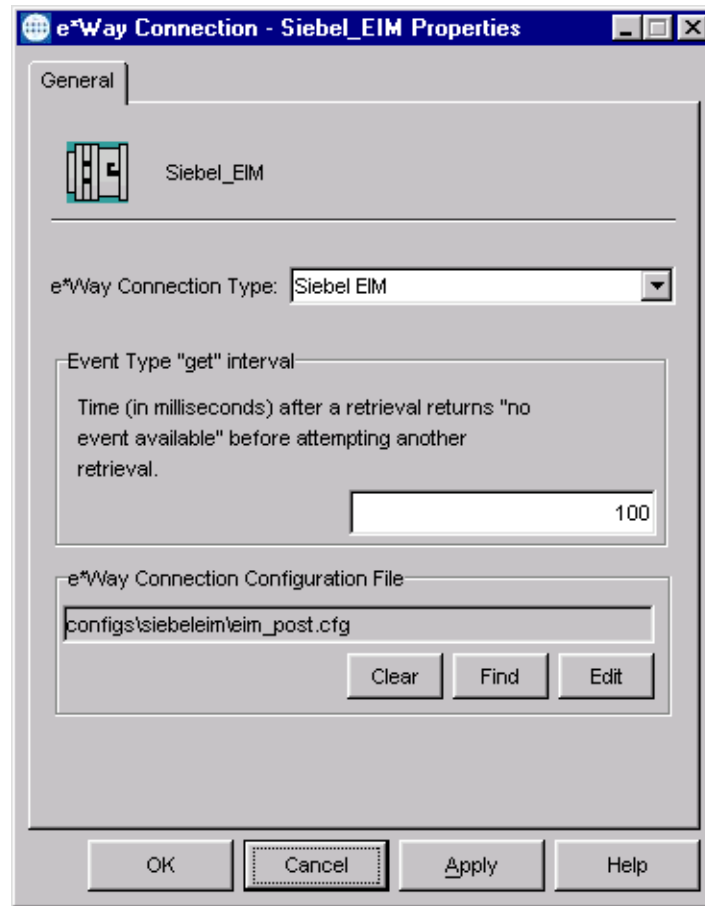 e*Way Connection - Siebel_EIM Properties
General
Siebel_EIM
e*Way Connection Type: Siebel EIM
Event Type "get" interval
Time (in milliseconds) after a retrieval returns "no
event available" before attempting another
retrieval.
100
e*Way Connection Configuration File
configs\siebeleim\eim_post.cfg
Clear Find Edit
OK Cancel Apply Help